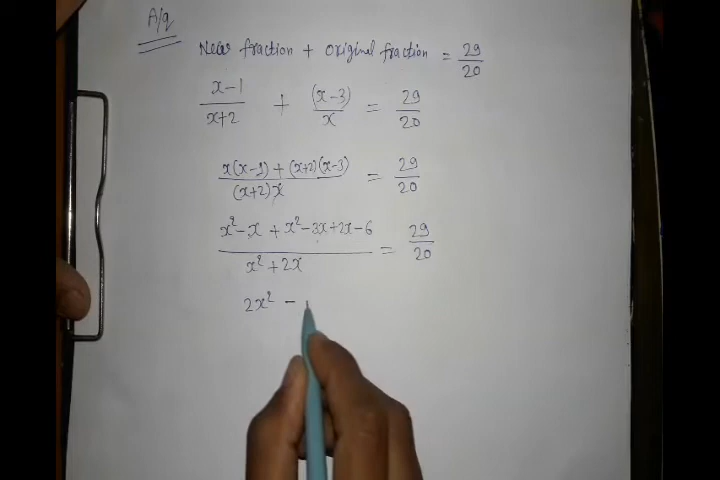 A/q
New fraction + original fraction = 29/20
x-1/x+2 + (x-3)/x = 29/20
x(x-1) + (x+2)(x-3)/(x+2)x = 29/20
x²-x + x²-3x+2x-6/x²+2x = 29/20
2x² -